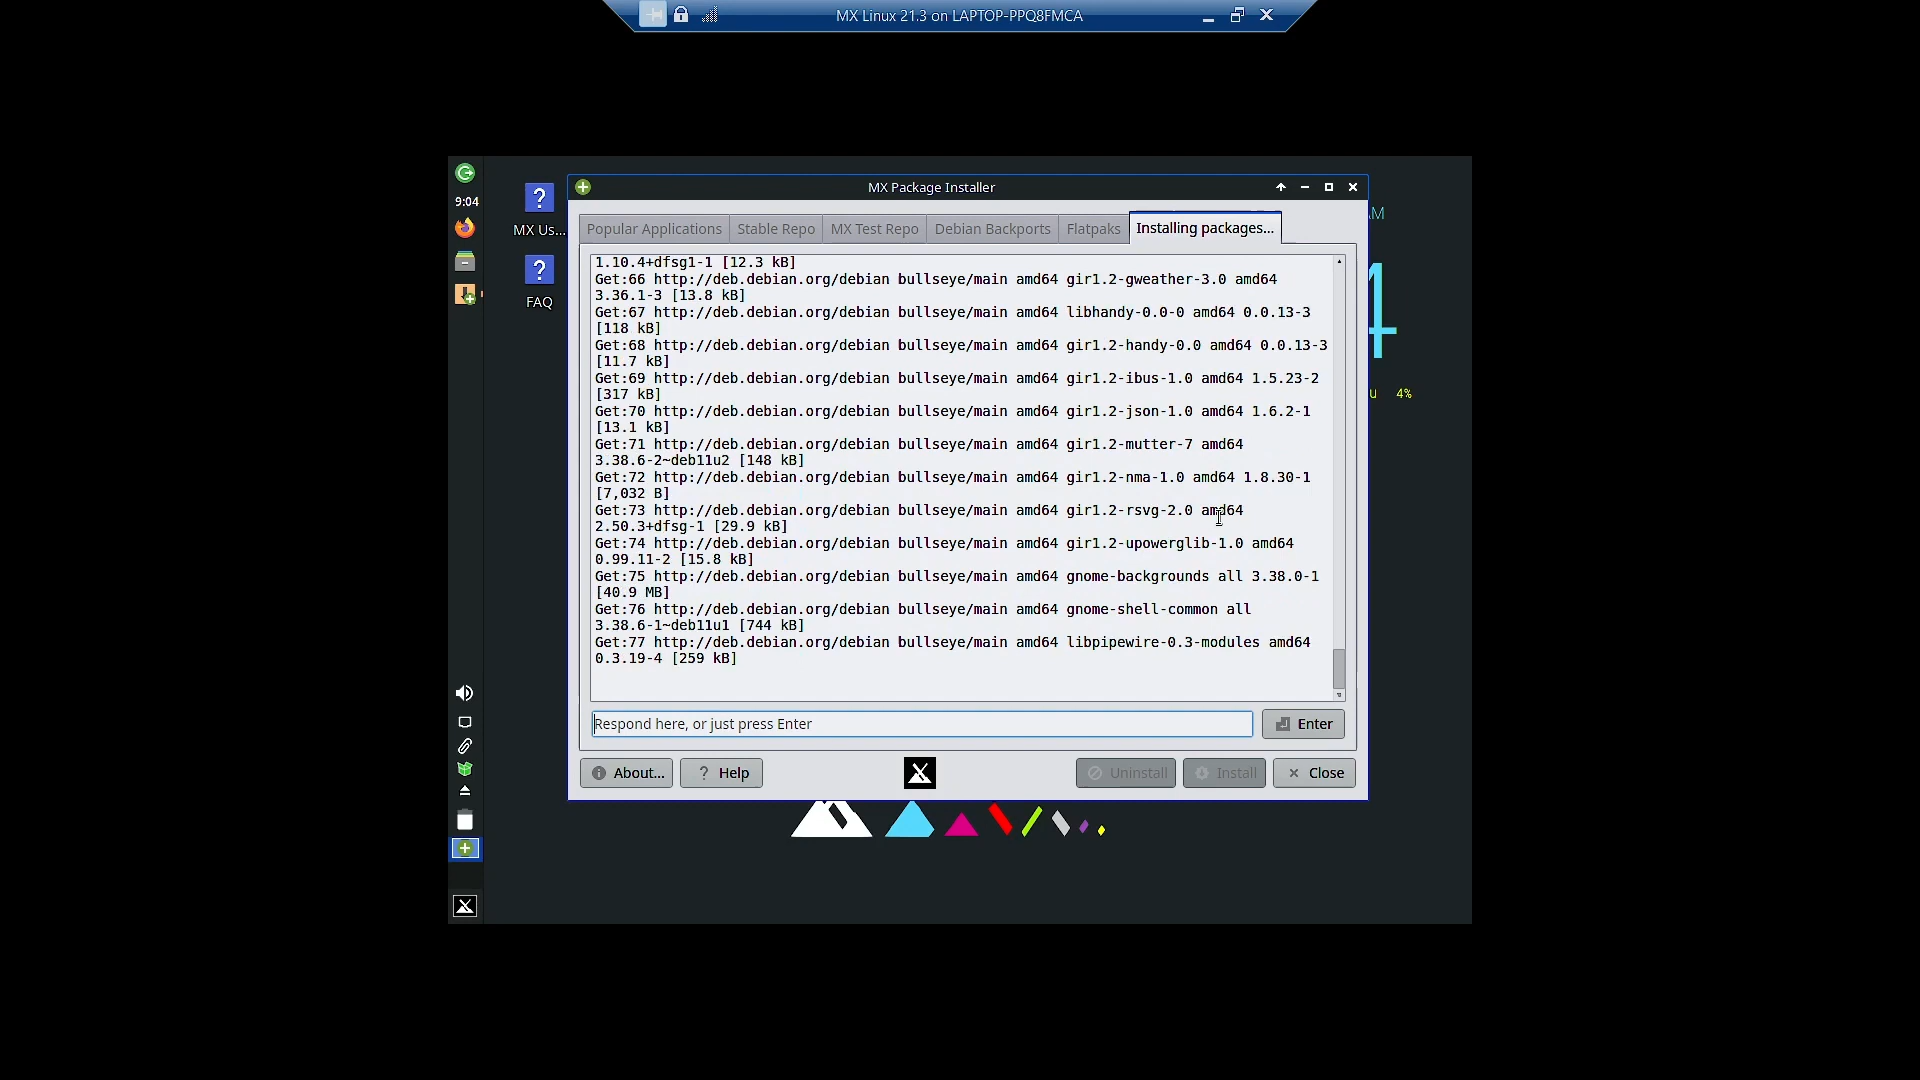 MX Linux 21.3 on LAPTOP-PPQ8FMCA
9:04
MX Us...
FAQ
MX Package Installer
Popular Applications
Stable Repo
MX Test Repo
Debian Backports
Flatpaks
Installing packages...
1.10.4+dfsg1-1 [12.3 kB]
Get:66 http://deb.debian.org/debian bullseye/main amd64 gir1.2-gweather-3.0 amd64
3.36.1-3 [13.8 kB]
Get:67 http://deb.debian.org/debian bullseye/main amd64 libhandy-0.0-0 amd64 0.0.13-3
[118 kB]
Get:68 http://deb.debian.org/debian bullseye/main amd64 gir1.2-handy-0.0 amd64 0.0.13-3
[11.7 kB]
Get:69 http://deb.debian.org/debian bullseye/main amd64 gir1.2-ibus-1.0 amd64 1.5.23-2
[317 kB]
Get:70 http://deb.debian.org/debian bullseye/main amd64 gir1.2-json-1.0 amd64 1.6.2-1
[13.1 kB]
Get:71 http://deb.debian.org/debian bullseye/main amd64 gir1.2-mutter-7 amd64
3.38.6-2~deb11u2 [148 kB]
Get:72 http://deb.debian.org/debian bullseye/main amd64 gir1.2-nma-1.0 amd64 1.8.30-1
[7,032 B]
Get:73 http://deb.debian.org/debian bullseye/main amd64 gir1.2-rsvg-2.0 amd64
2.50.3+dfsg-1 [29.9 kB]
Get:74 http://deb.debian.org/debian bullseye/main amd64 gir1.2-upowerglib-1.0 amd64
0.99.11-2 [15.8 kB]
Get:75 http://deb.debian.org/debian bullseye/main amd64 gnome-backgrounds all 3.38.0-1
[40.9 MB]
Get:76 http://deb.debian.org/debian bullseye/main amd64 gnome-shell-common all
3.38.6-1~deb11u1 [744 kB]
Get:77 http://deb.debian.org/debian bullseye/main amd64 libpipewire-0.3-modules amd64
0.3.19-4 [259 kB]
Respond here, or just press Enter
Enter
About...
Help
Uninstall
Install
Close
AM
4
U 4%